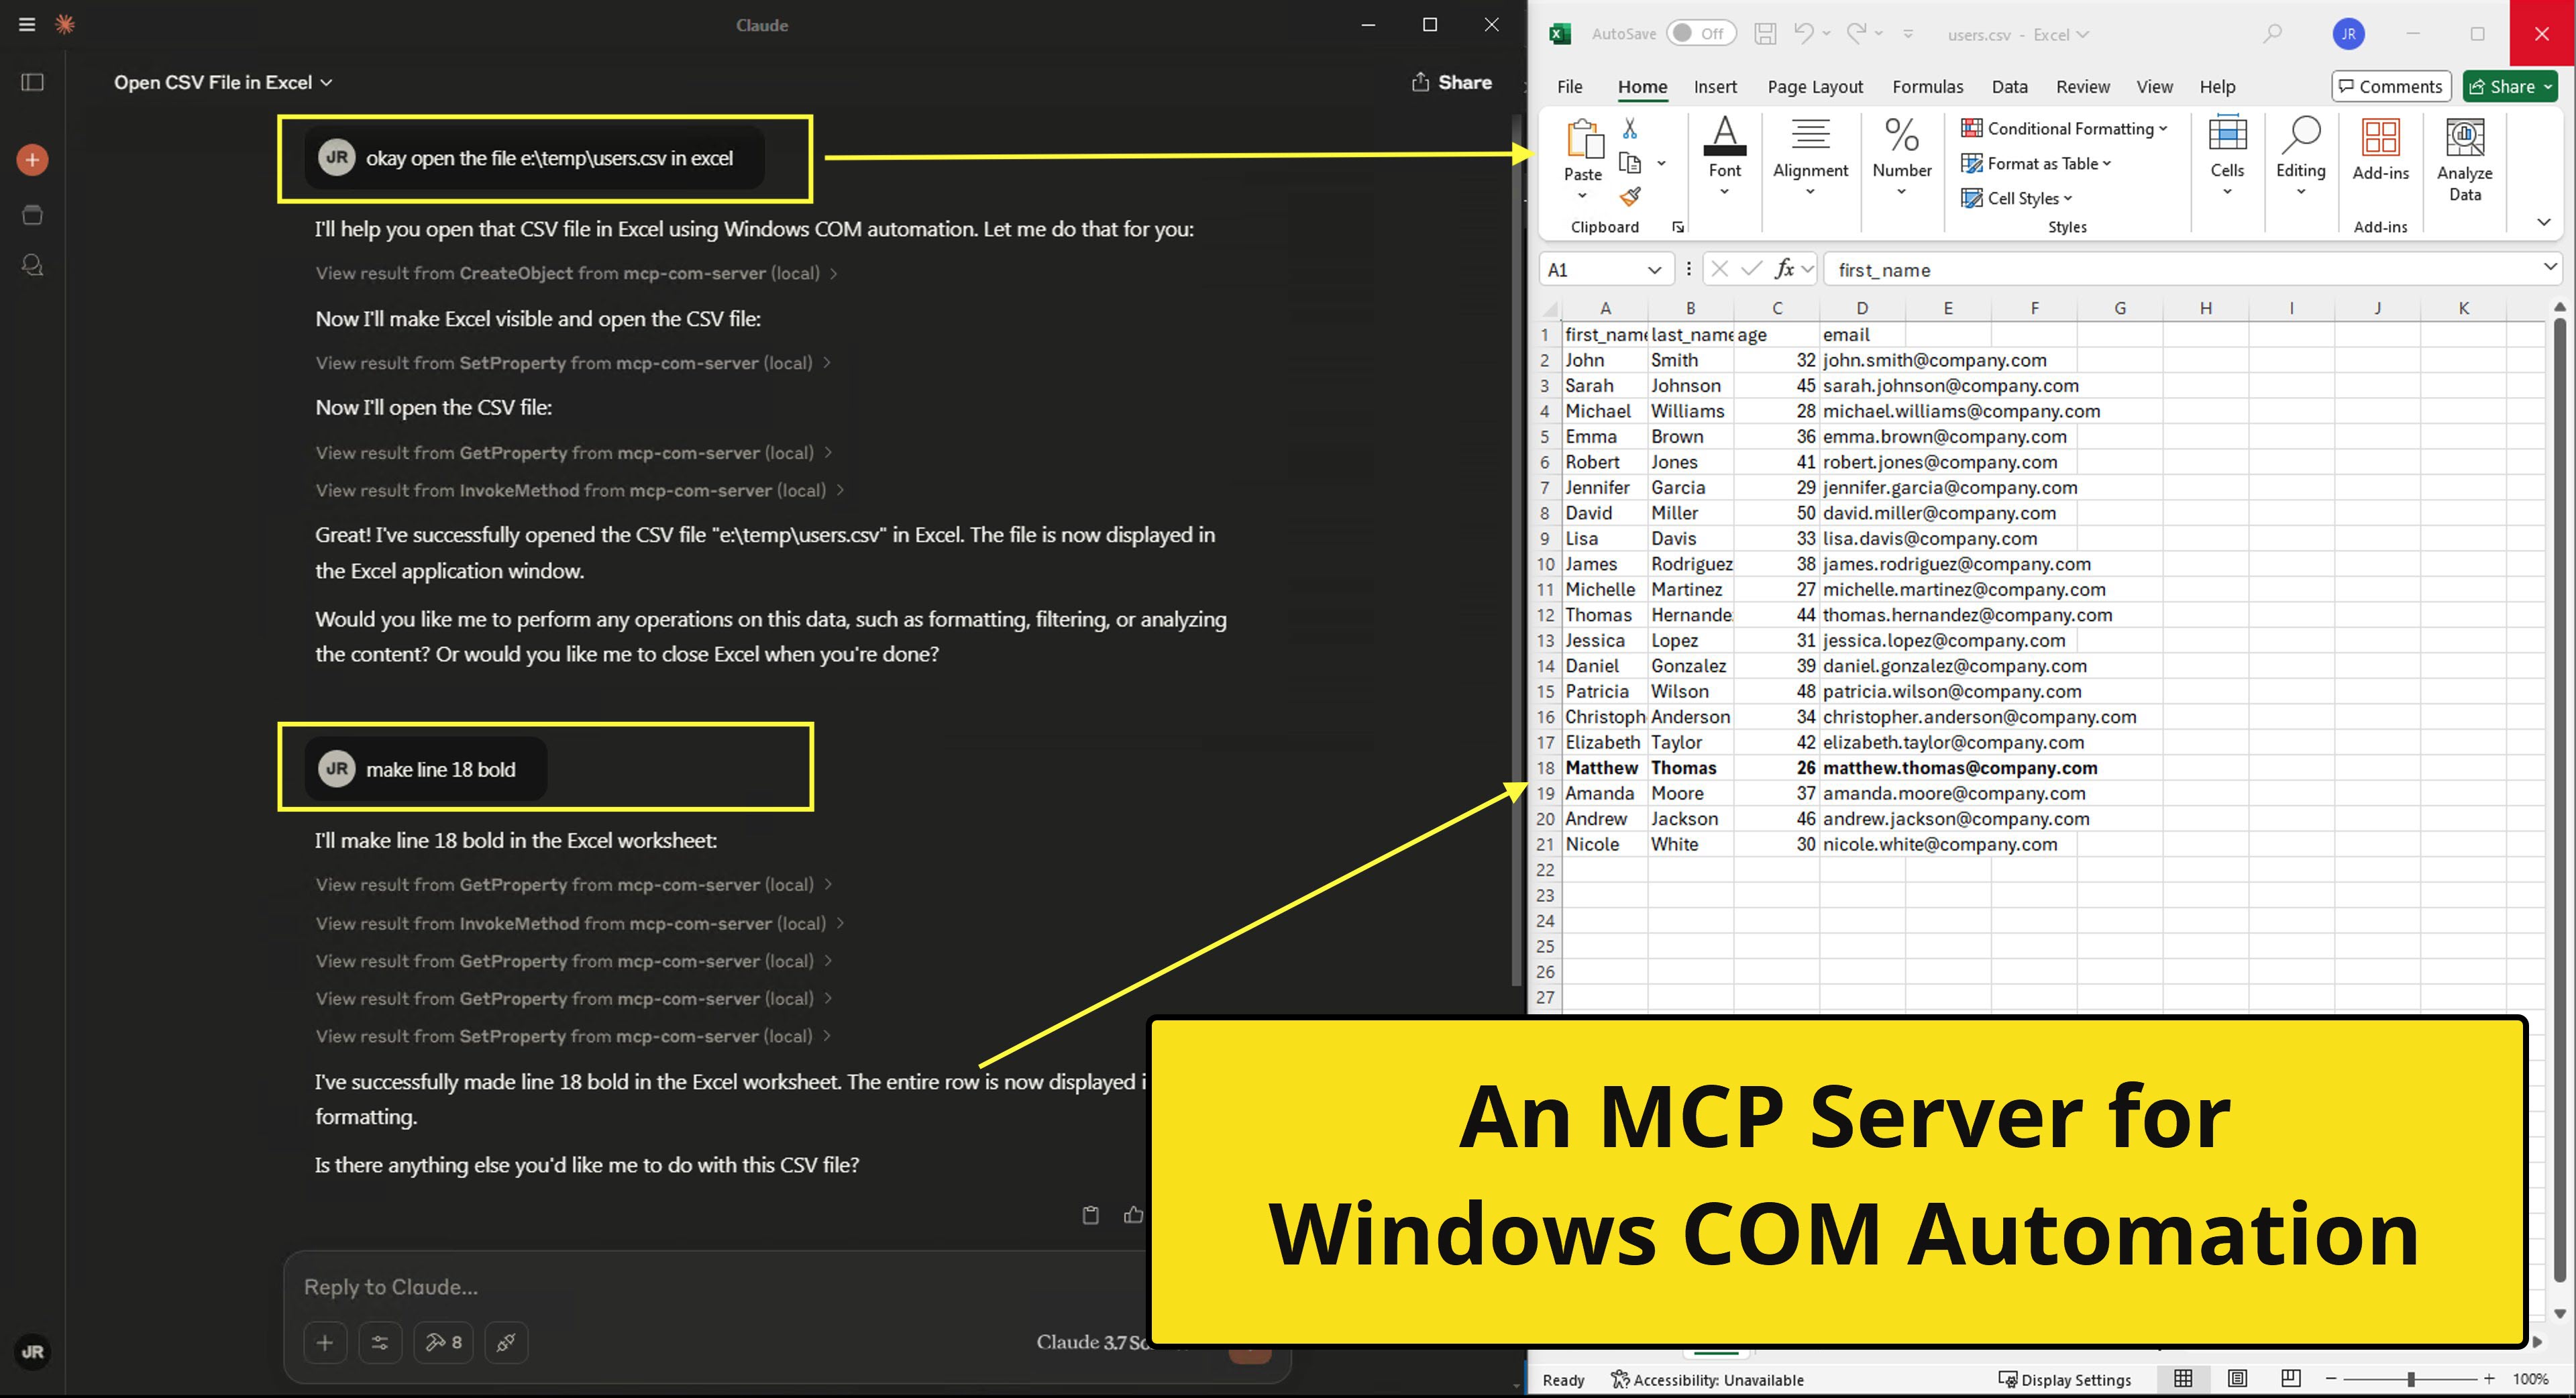 Claude
Open CSV File in Excel
Share
JR okay open the file e:\temp\users.csv in excel
I'll help you open that CSV file in Excel using Windows COM automation. Let me do that for you:
View result from CreateObject from mcp-com-server (local)
Now I'll make Excel visible and open the CSV file:
View result from SetProperty from mcp-com-server (local)
Now I'll open the CSV file:
View result from GetProperty from mcp-com-server (local)
View result from InvokeMethod from mcp-com-server (local)
Great! I've successfully opened the CSV file "e:\temp\users.csv" in Excel. The file is now displayed in
the Excel application window.
Would you like me to perform any operations on this data, such as formatting, filtering, or analyzing
the content? Or would you like me to close Excel when you're done?
JR make line 18 bold
I'll make line 18 bold in the Excel worksheet:
View result from GetProperty from mcp-com-server (local)
View result from InvokeMethod from mcp-com-server (local)
View result from GetProperty from mcp-com-server (local)
View result from GetProperty from mcp-com-server (local)
View result from SetProperty from mcp-com-server (local)
I've successfully made line 18 bold in the Excel worksheet. The entire row is now displayed
formatting.
Is there anything else you'd like me to do with this CSV file?
Reply to Claude...
8
Claude 3.7
JR
AutoSave Off users.csv - Excel JR
File Home Insert Page Layout Formulas Data Review View Help Comments Share
Paste
Clipboard
Font
Alignment
%
Number
Conditional Formatting
Format as Table
Cell Styles
Styles
Cells
Editing
Add-ins
Add-ins
Analyze
Data
A1 fx first_name
A B C D E F G H I J K
1 first_name last_name age email
2 John Smith 32 john.smith@company.com
3 Sarah Johnson 45 sarah.johnson@company.com
4 Michael Williams 28 michael.williams@company.com
5 Emma Brown 36 emma.brown@company.com
6 Robert Jones 41 robert.jones@company.com
7 Jennifer Garcia 29 jennifer.garcia@company.com
8 David Miller 50 david.miller@company.com
9 Lisa Davis 33 lisa.davis@company.com
10 James Rodriguez 38 james.rodriguez@company.com
11 Michelle Martinez 27 michelle.martinez@company.com
12 Thomas Hernande 44 thomas.hernandez@company.com
13 Jessica Lopez 31 jessica.lopez@company.com
14 Daniel Gonzalez 39 daniel.gonzalez@company.com
15 Patricia Wilson 48 patricia.wilson@company.com
16 Christoph Anderson 34 christopher.anderson@company.com
17 Elizabeth Taylor 42 elizabeth.taylor@company.com
18 Matthew Thomas 26 matthew.thomas@company.com
19 Amanda Moore 37 amanda.moore@company.com
20 Andrew Jackson 46 andrew.jackson@company.com
21 Nicole White 30 nicole.white@company.com
22
23
24
25
26
27
An MCP Server for
Windows COM Automation
Ready Accessibility: Unavailable Display Settings 100%